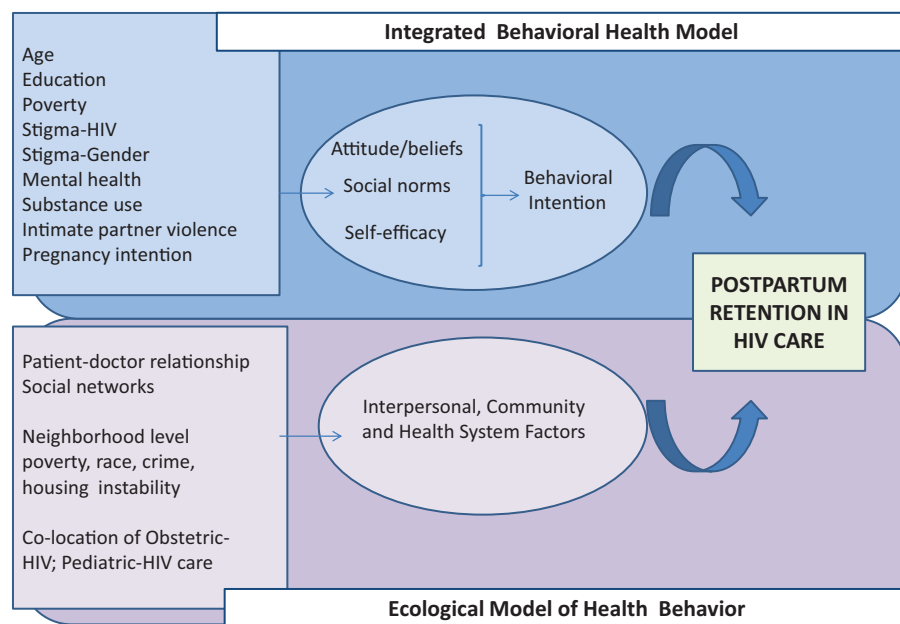 Integrated Behavioral Health Model
Age
Education
Poverty
Stigma-HIV
Stigma-Gender
Mental health
Substance use
Intimate partner violence
Pregnancy intention
Attitude/beliefs
Social norms
Self-efficacy
Behavioral
Intention
POSTPARTUM
RETENTION IN
HIV CARE
Patient-doctor relationship
Social networks
Neighborhood level
poverty, race, crime,
housing instability
Co-location of Obstetric-
HIV; Pediatric-HIV care
Interpersonal, Community
and Health System Factors
Ecological Model of Health Behavior